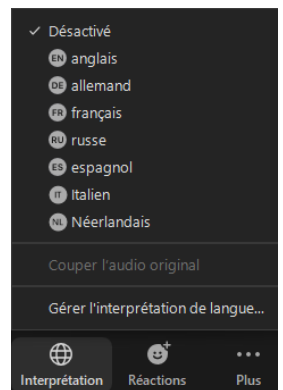 Désactivé
EN anglais
DE allemand
FR français
RU russe
ES espagnol
IT Italien
NL Néerlandais
Couper l'audio original
Gérer l'interprétation de langue...
Interprétation Réactions Plus